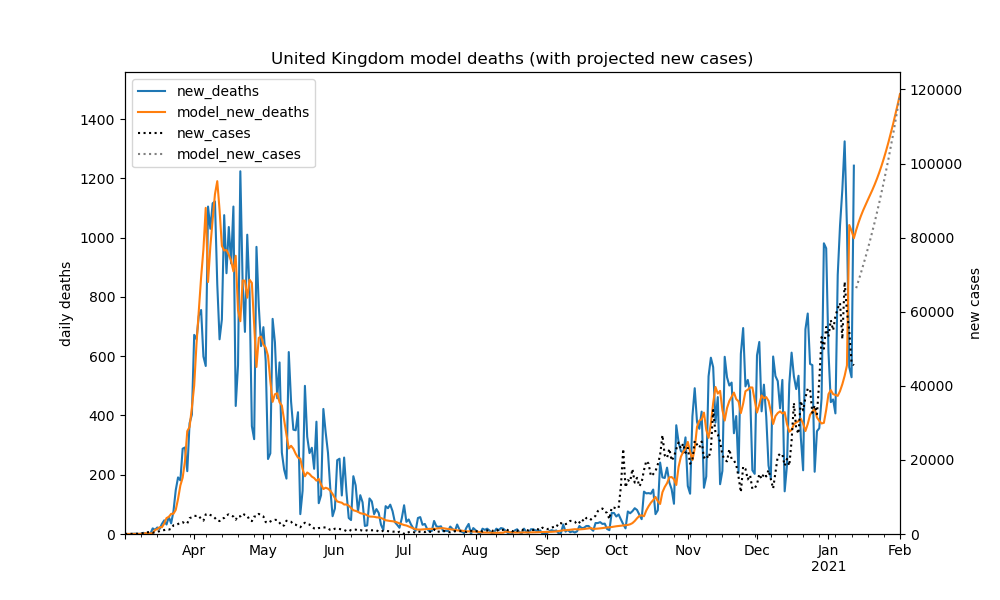 United Kingdom model deaths (with projected new cases)
new_deaths
model_new_deaths
new_cases
model_new_cases
daily deaths
1400
1200
1000
800
600
400
200
0
120000
100000
80000
60000
40000
20000
0
new cases
Apr May Jun Jul Aug Sep Oct Nov Dec Jan Feb
2021